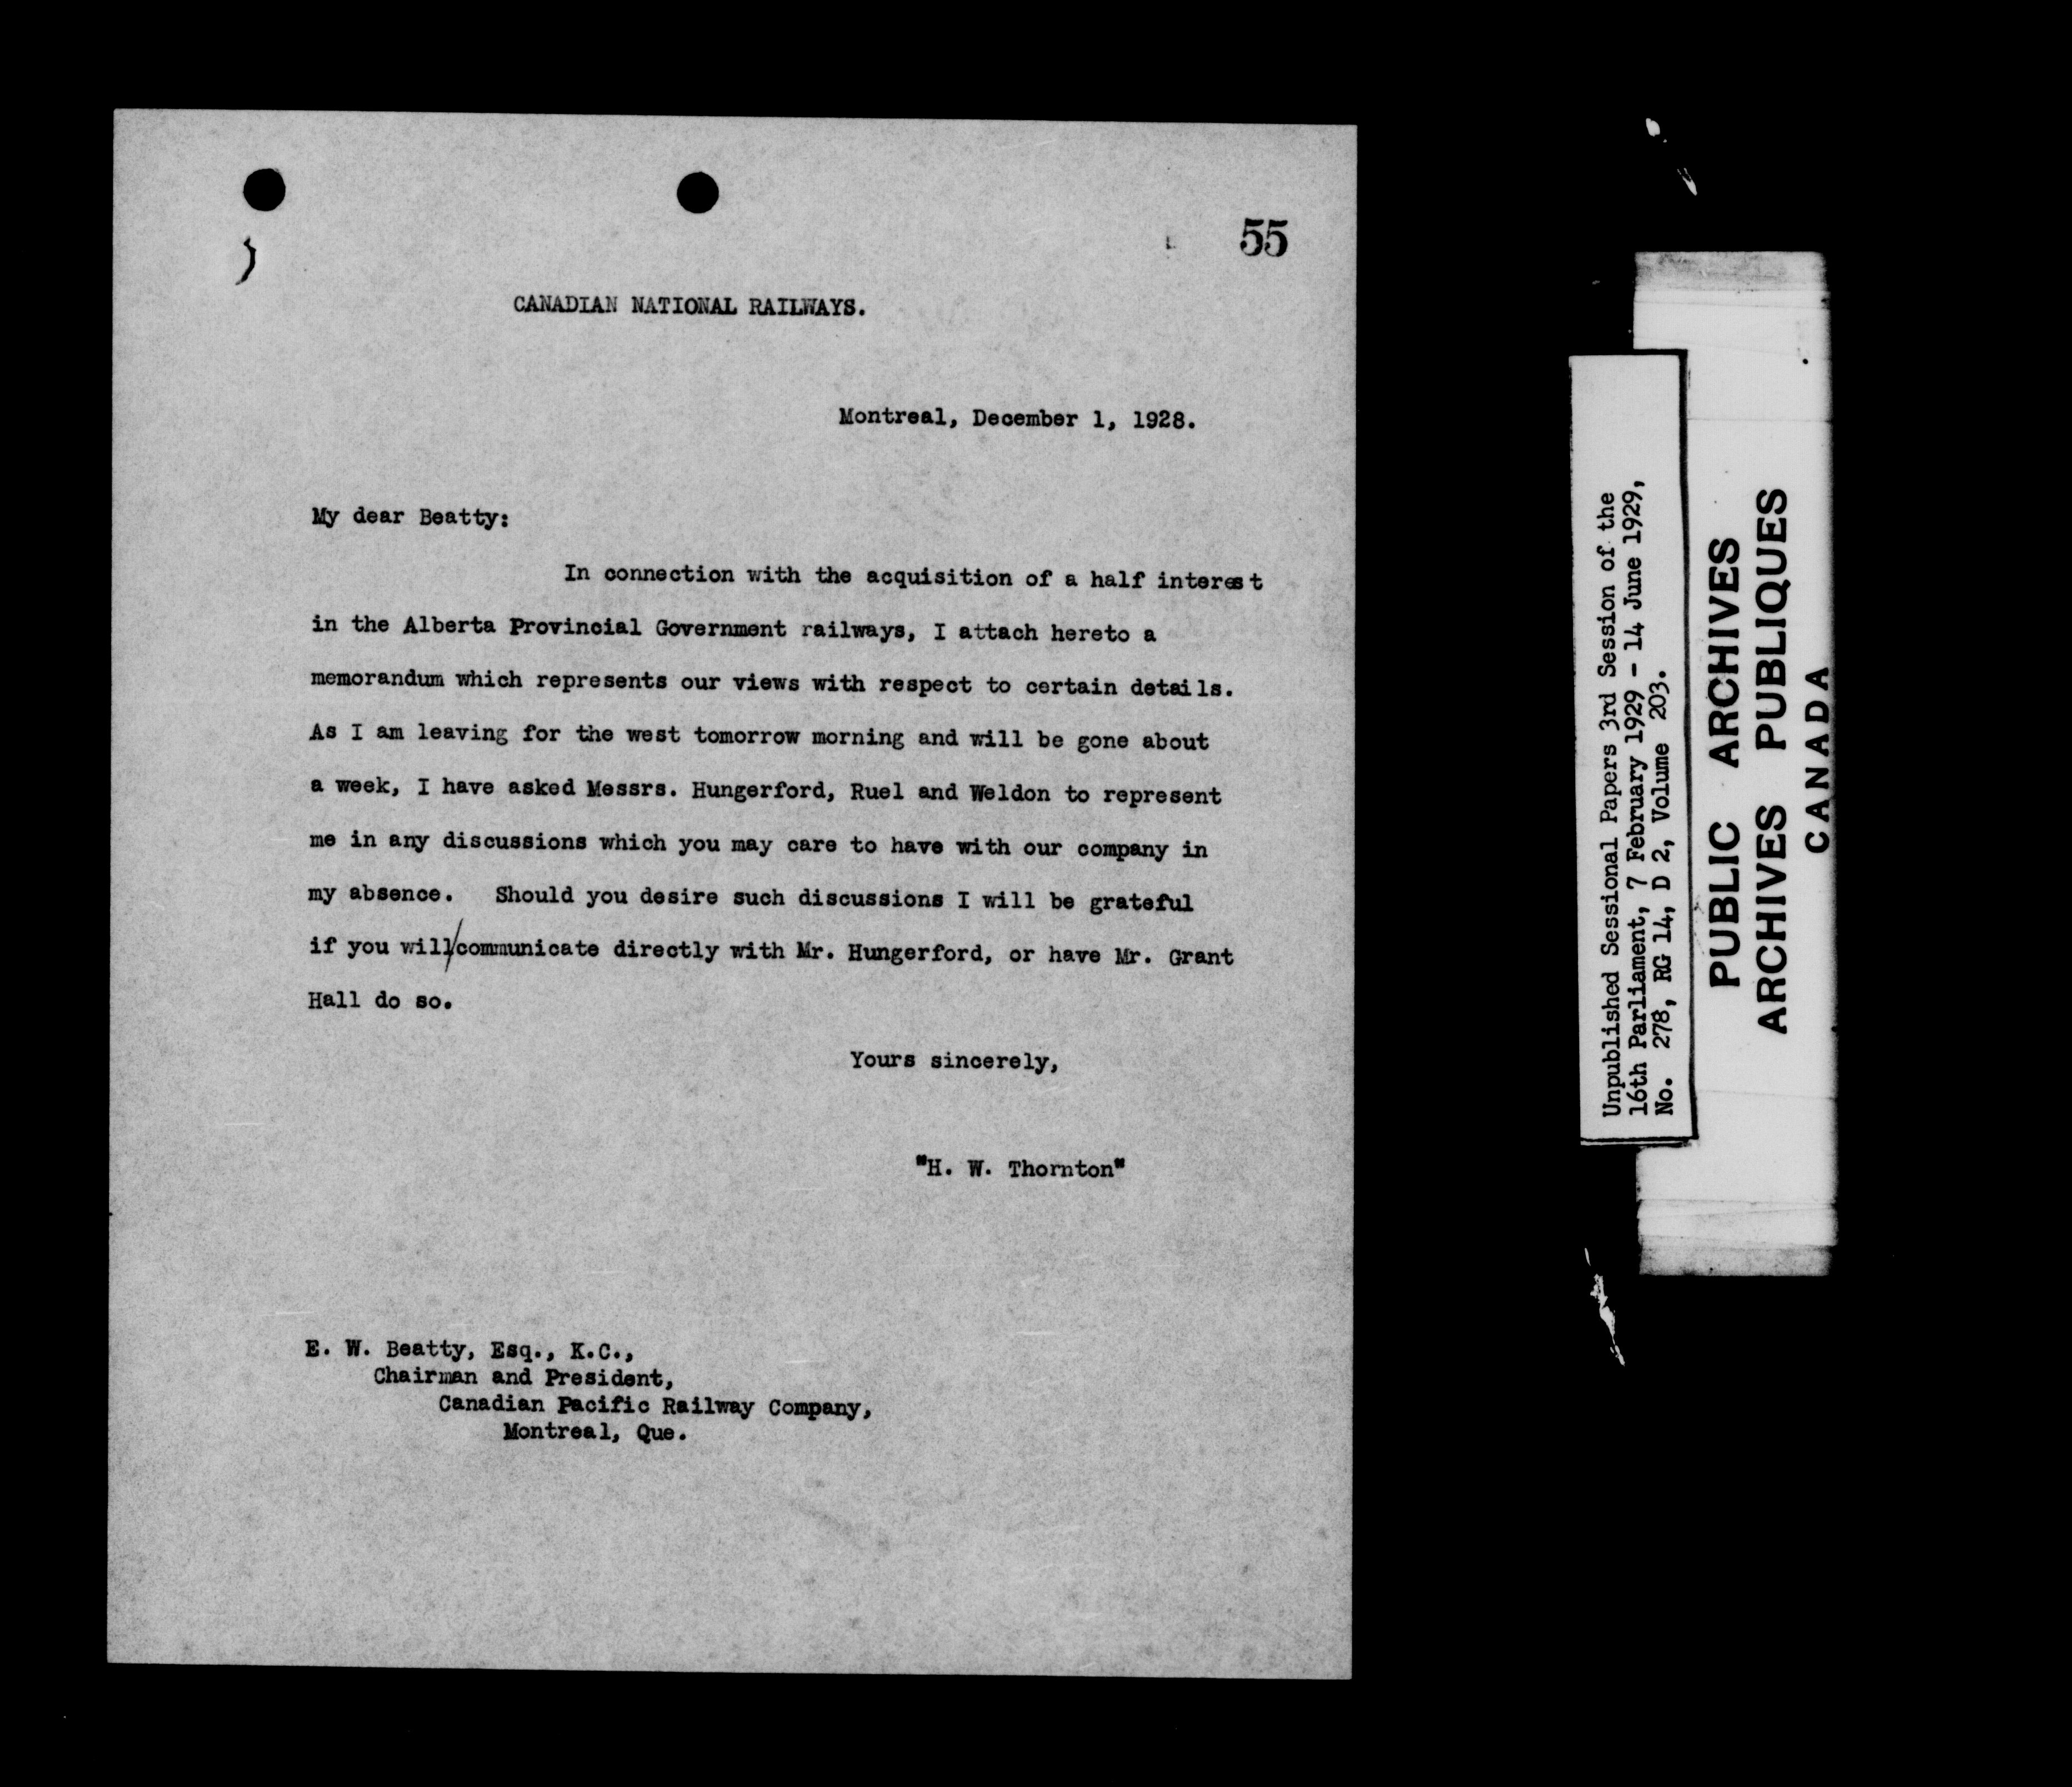 55
CANADIAN NATIONAL RAILWAYS.
Montreal, December 1, 1928.
My dear Beatty:
In connection with the acquisition of a half interest
in the Alberta Provincial Government railways, I attach hereto a
memorandum which represents our views with respect to certain details.
As I am leaving for the west tomorrow morning and will be gone about
a week, I have asked Messrs. Hungerford, Ruel and Weldon to represent
me in any discussions which you may care to have with our company in
my absence. Should you desire such discussions I will be grateful
if you will/communicate directly with Mr. Hungerford, or have Mr. Grant
Hall do so.
Yours sincerely,
"H. W. Thornton"
E. W. Beatty, Esq., K.C.,
Chairman and President,
Canadian Pacific Railway Company,
Montreal, Que.
Unpublished Sessional Papers 3rd Session of the
16th Parliament, 7 February 1929 - 14 June 1929,
No. 278, RG 14, D 2, Volume 203.
PUBLIC ARCHIVES
ARCHIVES PUBLIQUES
CANADA